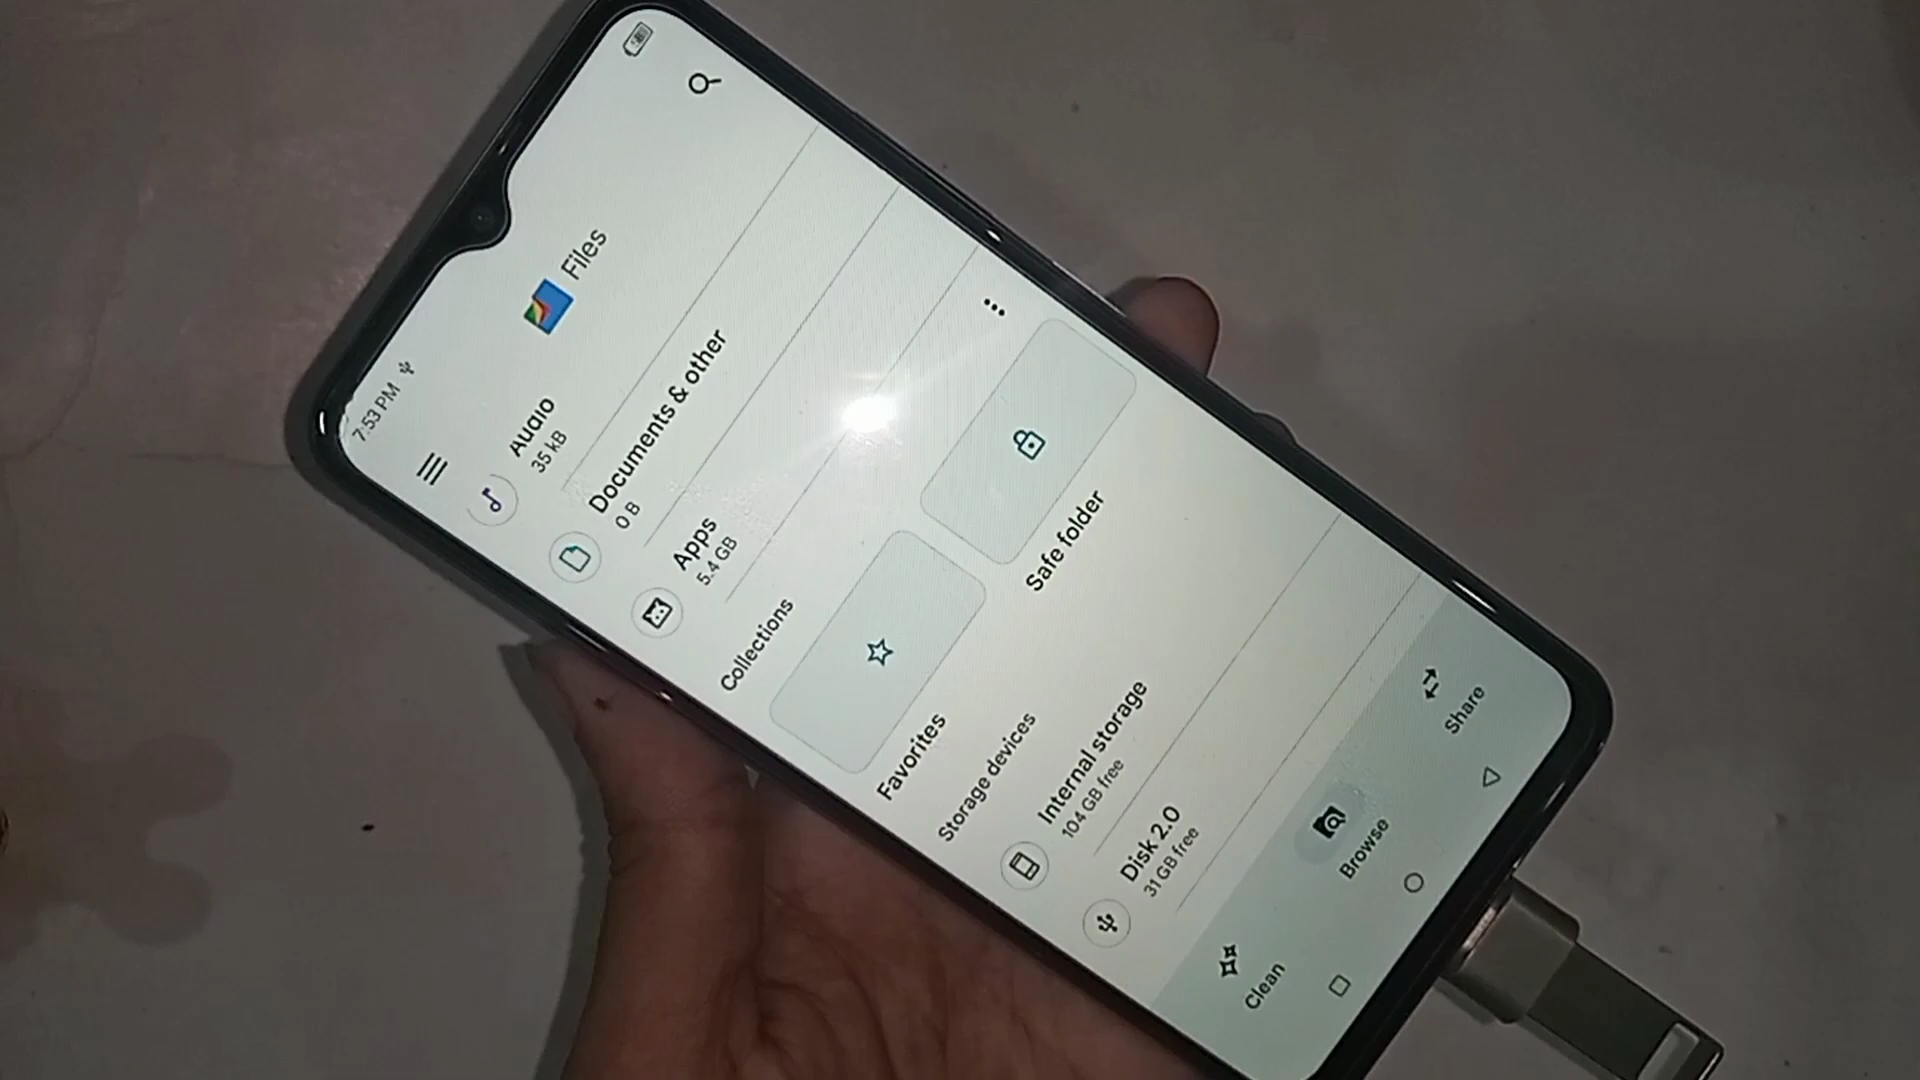 7:53 PM
Files
Audio
35 kB
Documents & other
0 B
Apps
5.4 GB
Collections
Favorites
Safe folder
Storage devices
Internal storage
104 GB free
Disk 2.0
31 GB free
Clean
Browse
Share